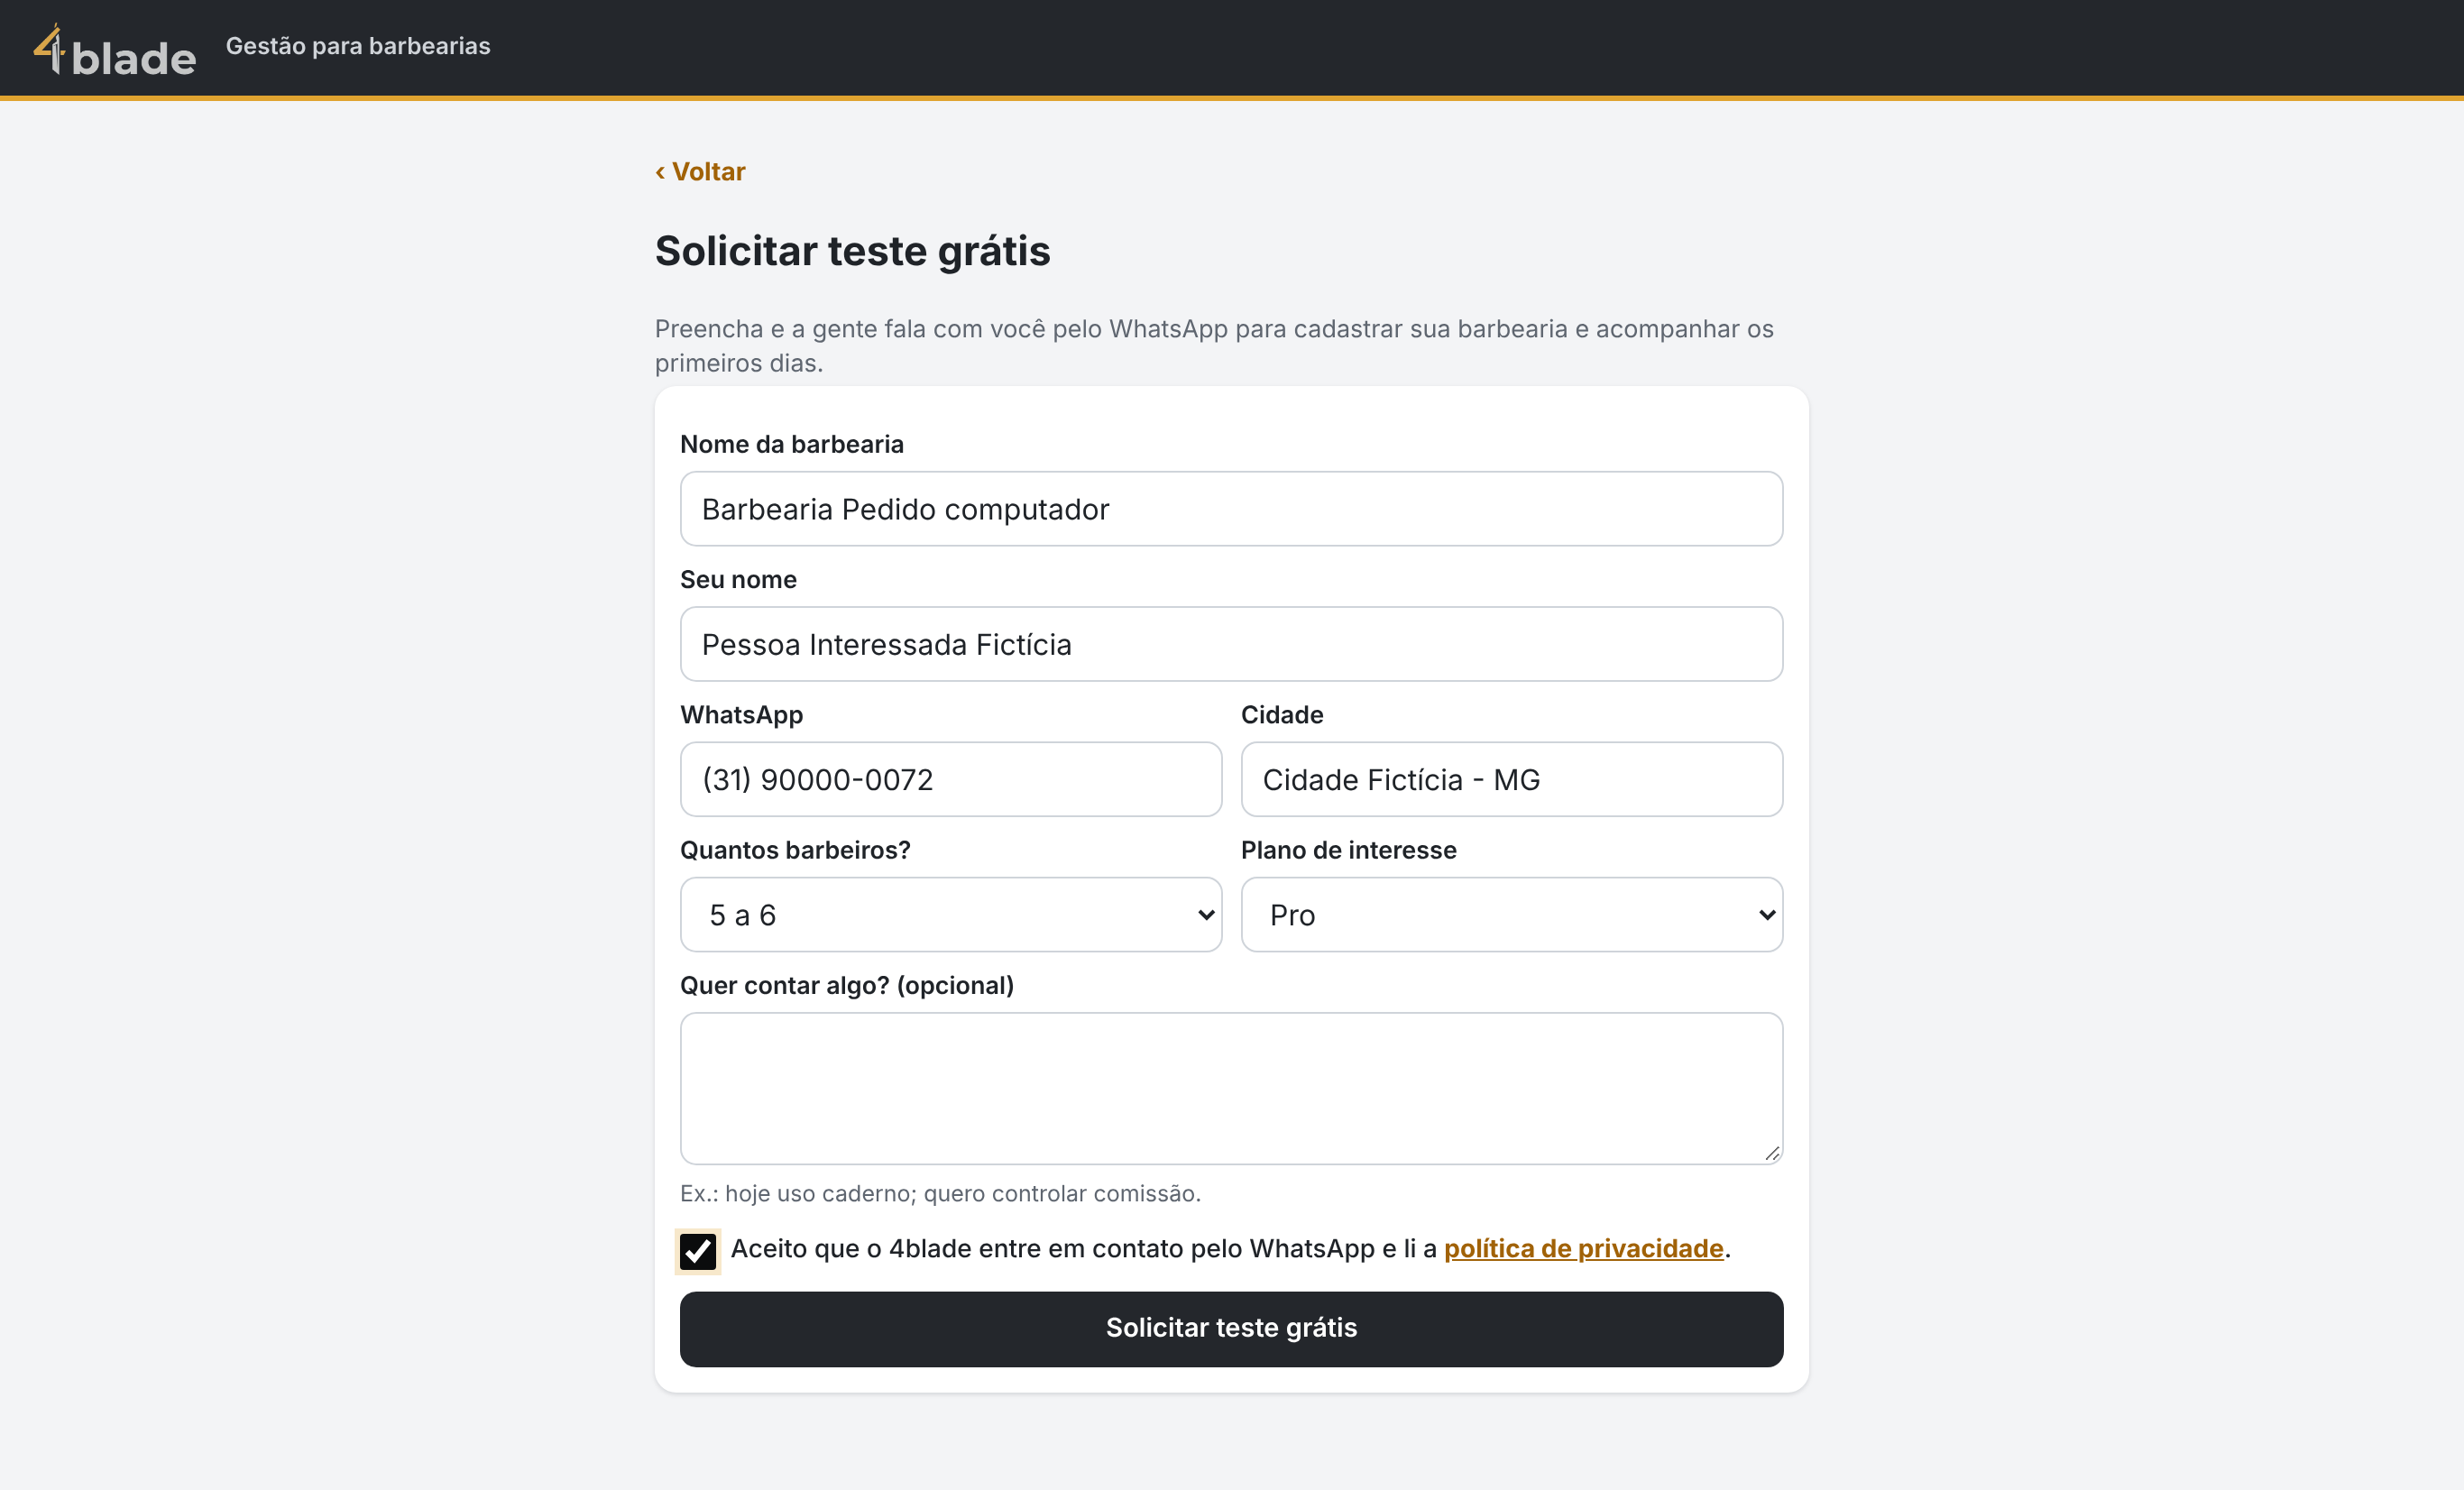 4blade
Gestão para barbearias
‹ Voltar
Solicitar teste grátis
Preencha e a gente fala com você pelo WhatsApp para cadastrar sua barbearia e acompanhar os
primeiros dias.
Nome da barbearia
Barbearia Pedido computador
Seu nome
Pessoa Interessada Fictícia
WhatsApp
(31) 90000-0072
Cidade
Cidade Fictícia - MG
Quantos barbeiros?
5 a 6
Plano de interesse
Pro
Quer contar algo? (opcional)
Ex.: hoje uso caderno; quero controlar comissão.
Aceito que o 4blade entre em contato pelo WhatsApp e li a política de privacidade.
Solicitar teste grátis